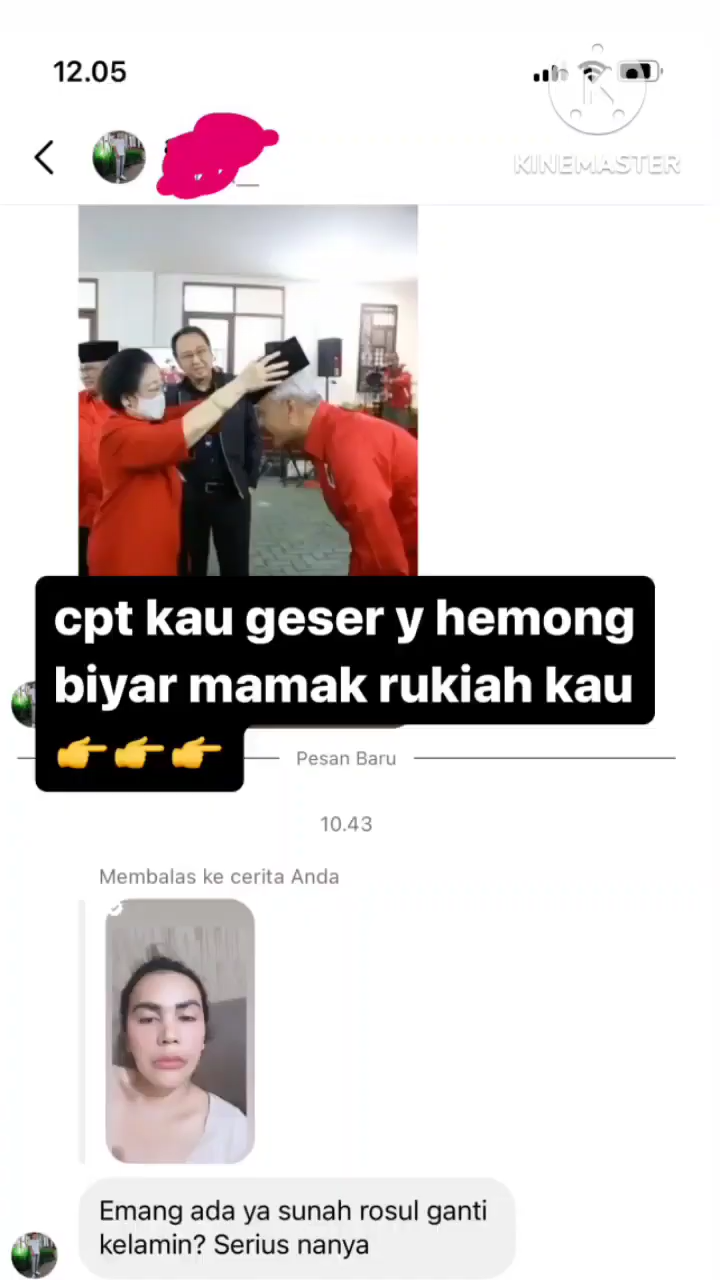 12.05
KINEMASTER
cpt kau geser y hemong
biyar mamak rukiah kau
👉👉👉
Pesan Baru
10.43
Membalas ke cerita Anda
Emang ada ya sunah rosul ganti
kelamin? Serius nanya